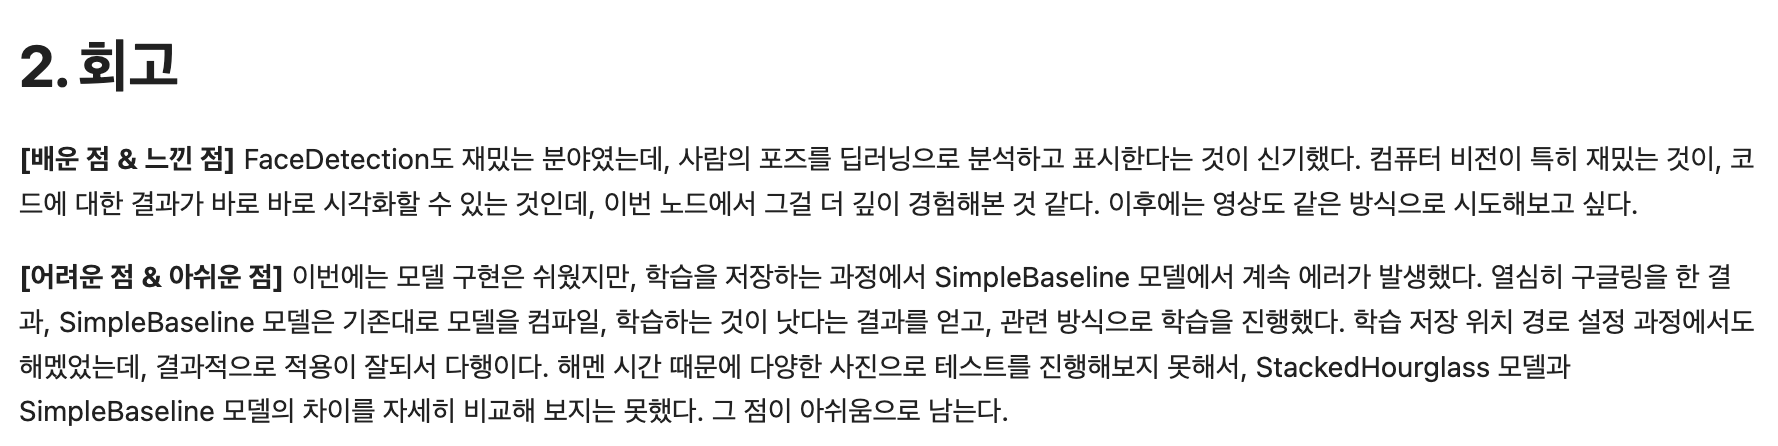 2. 회고
[배운 점 & 느낀 점] FaceDetection도 재밌는 분야였는데, 사람의 포즈를 딥러닝으로 분석하고 표시한다는 것이 신기했다. 컴퓨터 비전이 특히 재밌는 것이, 코
드에 대한 결과가 바로 바로 시각화할 수 있는 것인데, 이번 노드에서 그걸 더 깊이 경험해본 것 같다. 이후에는 영상도 같은 방식으로 시도해보고 싶다.
[어려운 점 & 아쉬운 점] 이번에는 모델 구현은 쉬웠지만, 학습을 저장하는 과정에서 SimpleBaseline 모델에서 계속 에러가 발생했다. 열심히 구글링을 한 결
과, SimpleBaseline 모델은 기존대로 모델을 컴파일, 학습하는 것이 낫다는 결과를 얻고, 관련 방식으로 학습을 진행했다. 학습 저장 위치 경로 설정 과정에서도
해멨었는데, 결과적으로 적용이 잘되서 다행이다. 해멘 시간 때문에 다양한 사진으로 테스트를 진행해보지 못해서, StackedHourglass 모델과
SimpleBaseline 모델의 차이를 자세히 비교해 보지는 못했다. 그 점이 아쉬움으로 남는다.